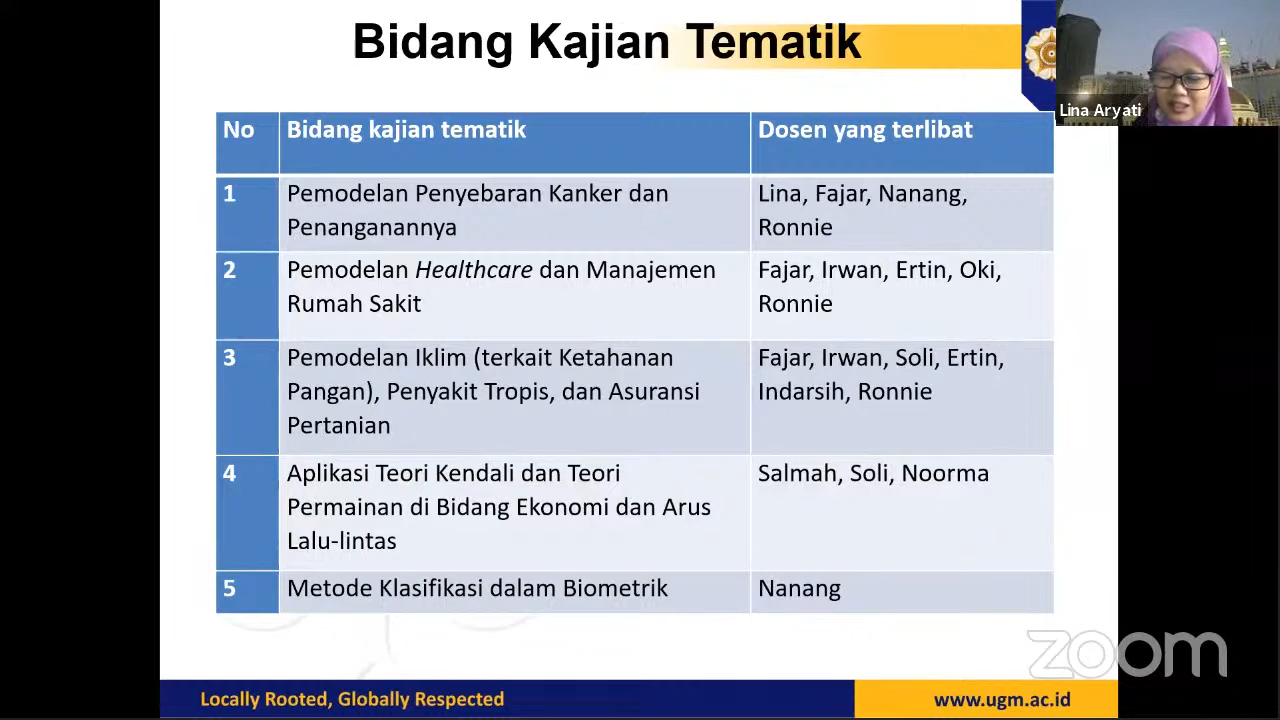 Bidang Kajian Tematik
Lina Aryati
No Bidang kajian tematik Dosen yang terlibat
1 Pemodelan Penyebaran Kanker dan Lina, Fajar, Nanang,
Penanganannya Ronnie
2 Pemodelan Healthcare dan Manajemen Fajar, Irwan, Ertin, Oki,
Rumah Sakit Ronnie
3 Pemodelan Iklim (terkait Ketahanan Fajar, Irwan, Soli, Ertin,
Pangan), Penyakit Tropis, dan Asuransi Indarsih, Ronnie
Pertanian
4 Aplikasi Teori Kendali dan Teori Salmah, Soli, Noorma
Permainan di Bidang Ekonomi dan Arus
Lalu-lintas
5 Metode Klasifikasi dalam Biometrik Nanang
zoom
Locally Rooted, Globally Respected www.ugm.ac.id